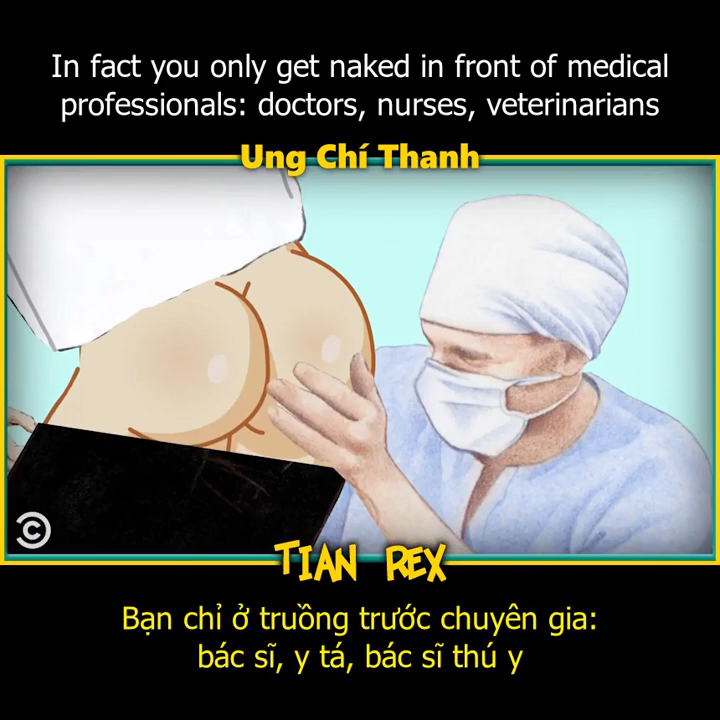 In fact you only get naked in front of medical
professionals: doctors, nurses, veterinarians
Ung Chí Thanh
TIAN REX
Bạn chỉ ở truồng trước chuyên gia:
bác sĩ, y tá, bác sĩ thú y